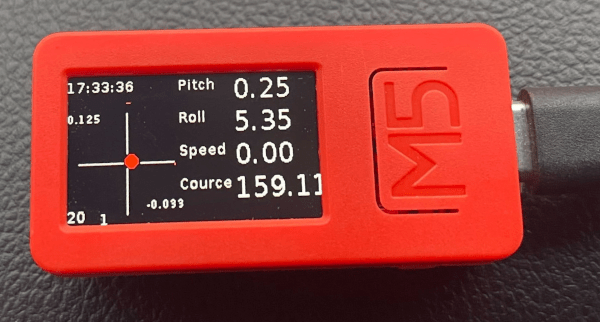 17:33:36
Pitch 0.25
0.125
Roll 5.35
Speed 0.00
Cource 159.11
-0.099
20 1
M5